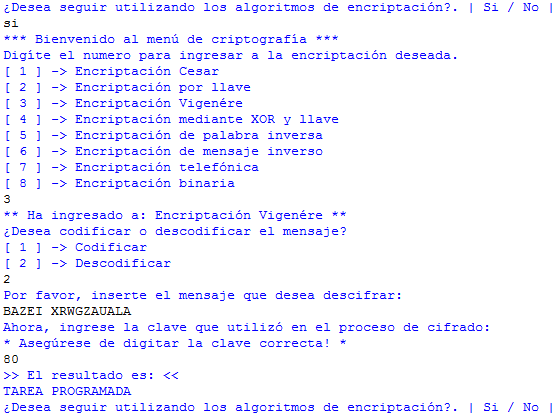 ¿Desea seguir utilizando los algoritmos de encriptación?. | Si / No |
si
*** Bienvenido al menú de criptografía ***
Digíte el numero para ingresar a la encriptación deseada.
[ 1 ] -> Encriptación Cesar
[ 2 ] -> Encriptación por llave
[ 3 ] -> Encriptación Vigenére
[ 4 ] -> Encriptación mediante XOR y llave
[ 5 ] -> Encriptación de palabra inversa
[ 6 ] -> Encriptación de mensaje inverso
[ 7 ] -> Encriptación telefónica
[ 8 ] -> Encriptación binaria
3
** Ha ingresado a: Encriptación Vigenére **
¿Desea codificar o descodificar el mensaje?
[ 1 ] -> Codificar
[ 2 ] -> Descodificar
2
Por favor, inserte el mensaje que desea descifrar:
BAZEI XRWGZAUALA
Ahora, ingrese la clave que utilizó en el proceso de cifrado:
* Asegúrese de digitar la clave correcta! *
80
>> El resultado es: <<
TAREA PROGRAMADA
¿Desea seguir utilizando los algoritmos de encriptación?. | Si / No |